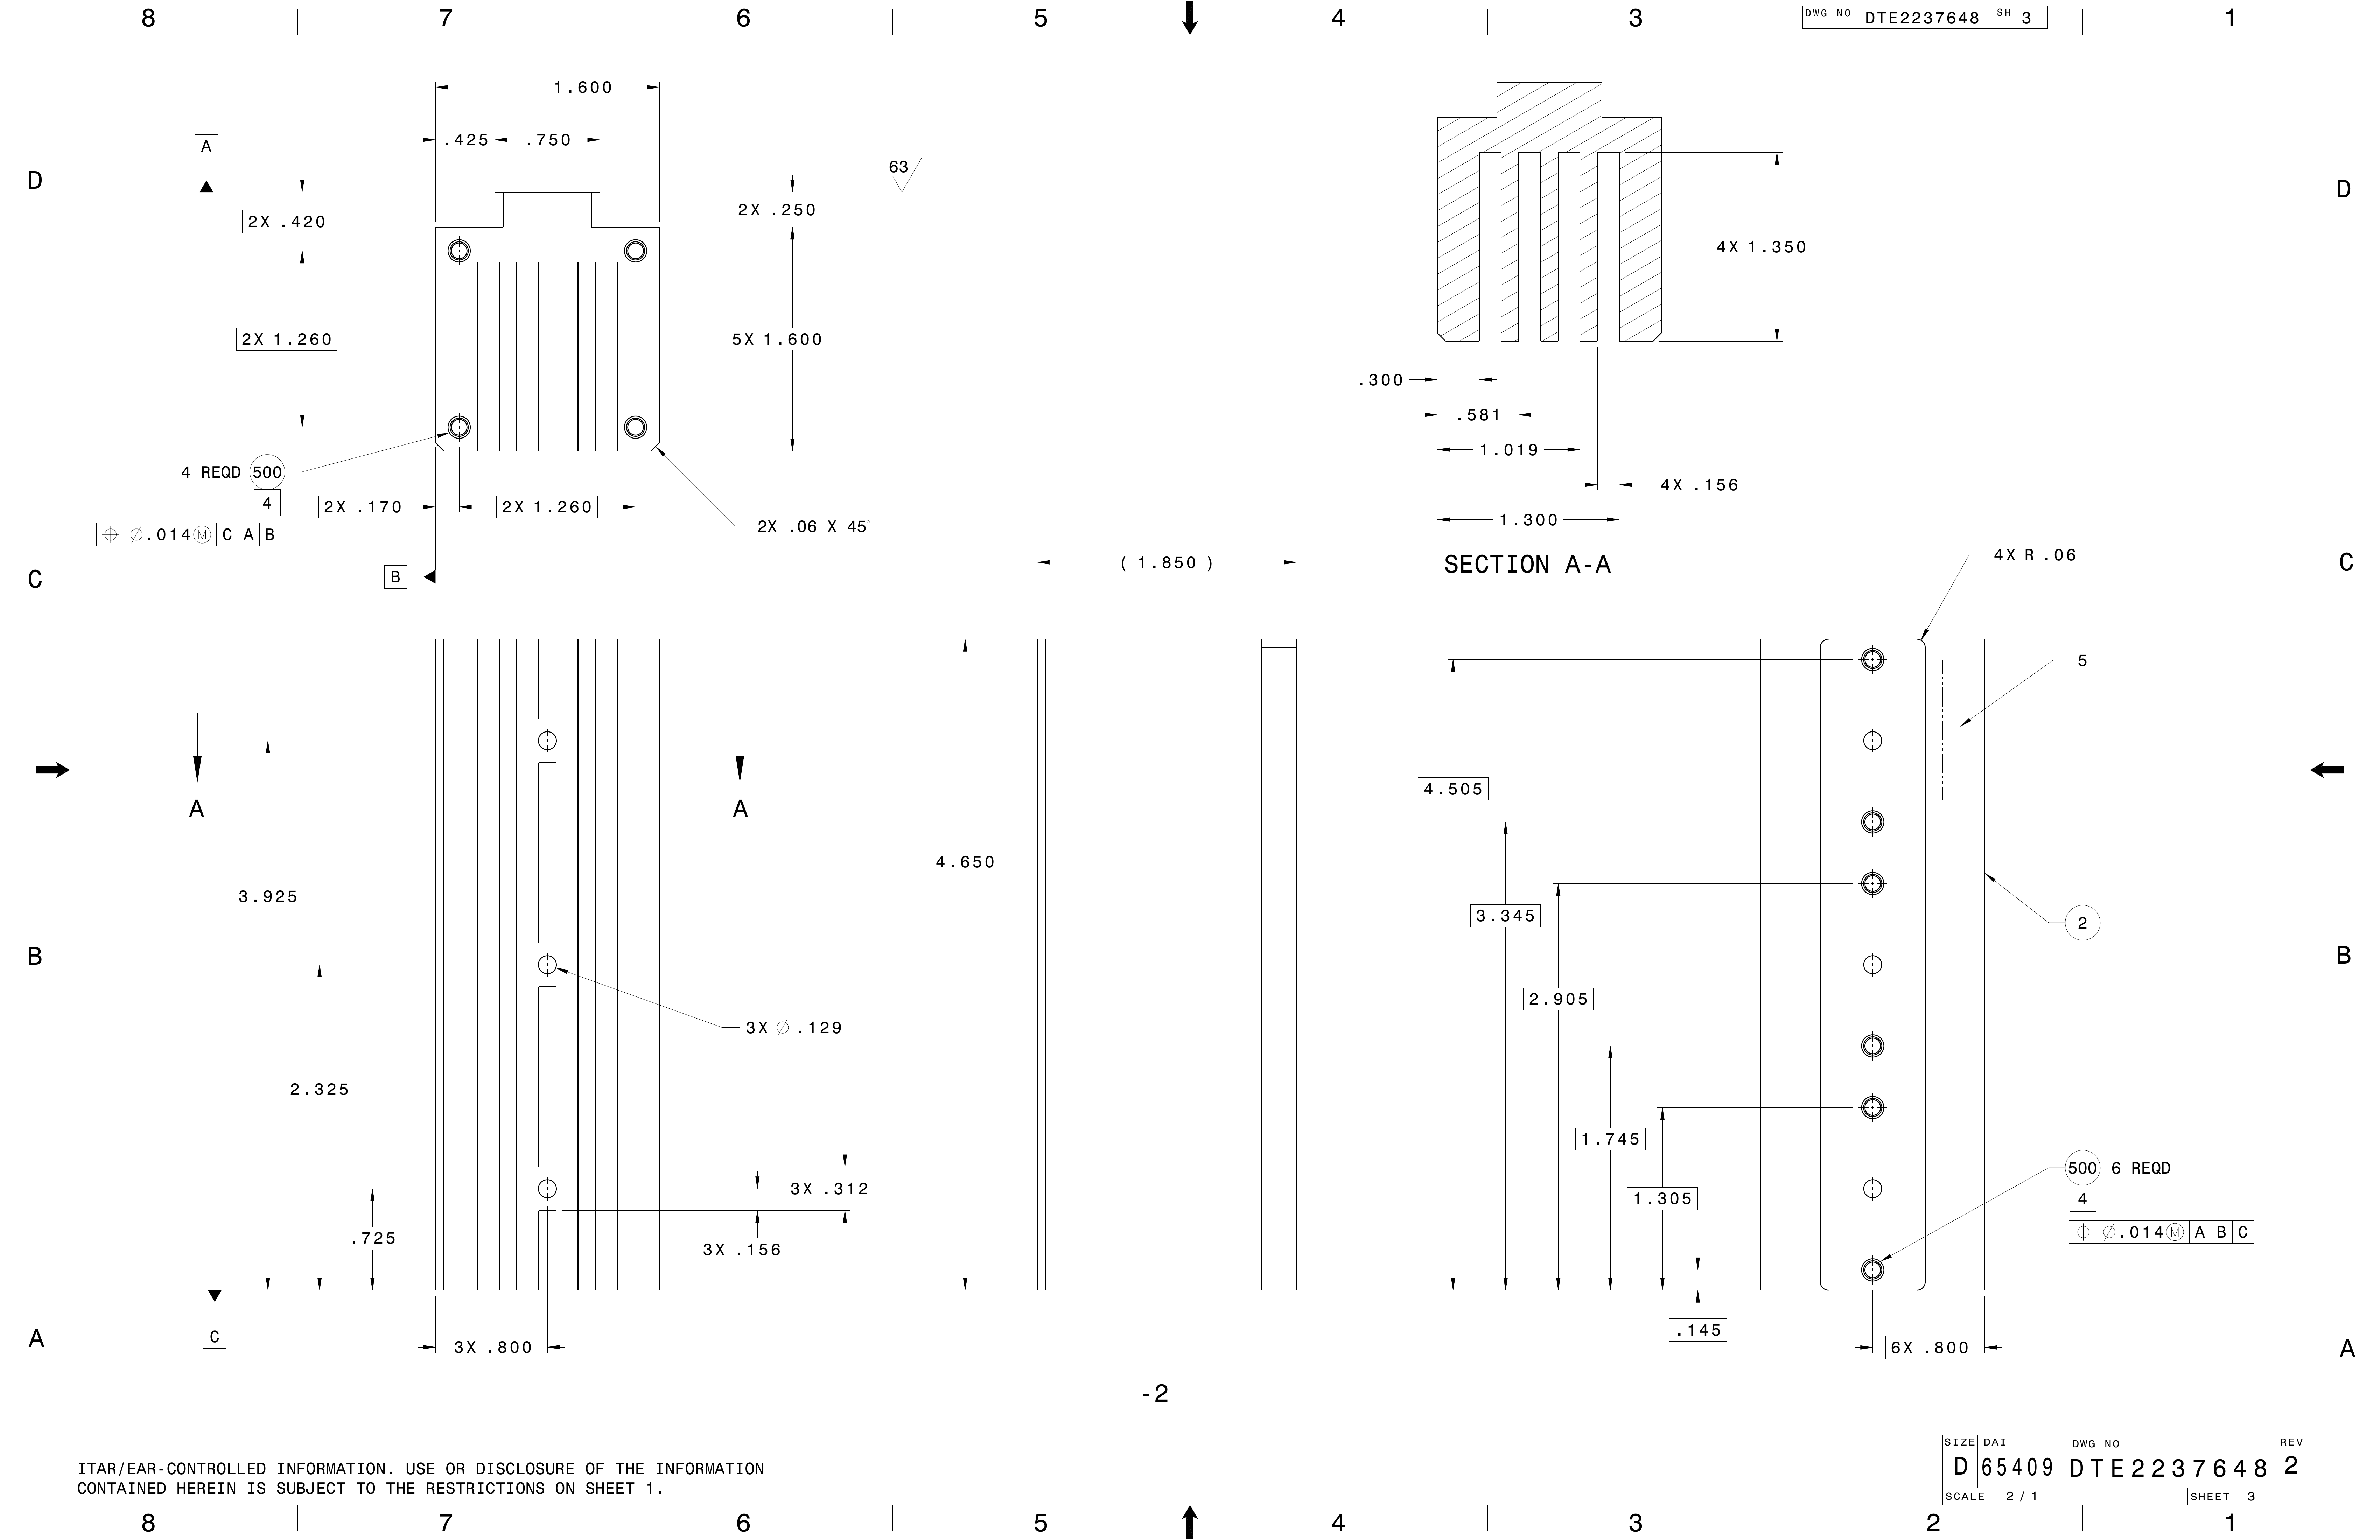 8 7 6 5 4 3 1
DWG NO DTE2237648 SH 3
D
D
1.600
.425 .750
A
63
2X .420
2X .250
2X 1.260
5X 1.600
4X 1.350
4 REQD 500
4
⌖ ∅.014Ⓜ C A B
2X .170
2X 1.260
2X .06 X 45°
B
.300
.581
1.019
4X .156
1.300
SECTION A-A
C
C
( 1.850 )
4X R .06
5
A A
4.505
4.650
3.925
3.345
2
B
B
2.905
3X ∅ .129
2.325
1.745
500 6 REQD
4
⌖ ∅.014Ⓜ A B C
3X .312
1.305
.725
3X .156
C
.145
A
A
3X .800
6X .800
-2
ITAR/EAR-CONTROLLED INFORMATION. USE OR DISCLOSURE OF THE INFORMATION
CONTAINED HEREIN IS SUBJECT TO THE RESTRICTIONS ON SHEET 1.
SIZE DAI DWG NO REV
D 65409 DTE2237648 2
SCALE 2/1 SHEET 3
8 7 6 5 4 3 2 1